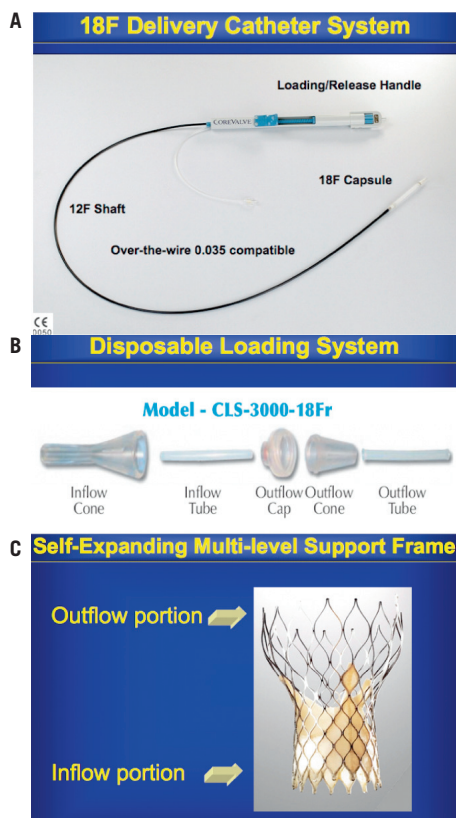 A
18F Delivery Catheter System
Loading/Release Handle
COREVALVE
18F Capsule
12F Shaft
Over-the-wire 0.035 compatible
CE
0050
B
Disposable Loading System
Model - CLS-3000-18Fr
Inflow Cone
Inflow Tube
Outflow Cap
Outflow Cone
Outflow Tube
C
Self-Expanding Multi-level Support Frame
Outflow portion
Inflow portion